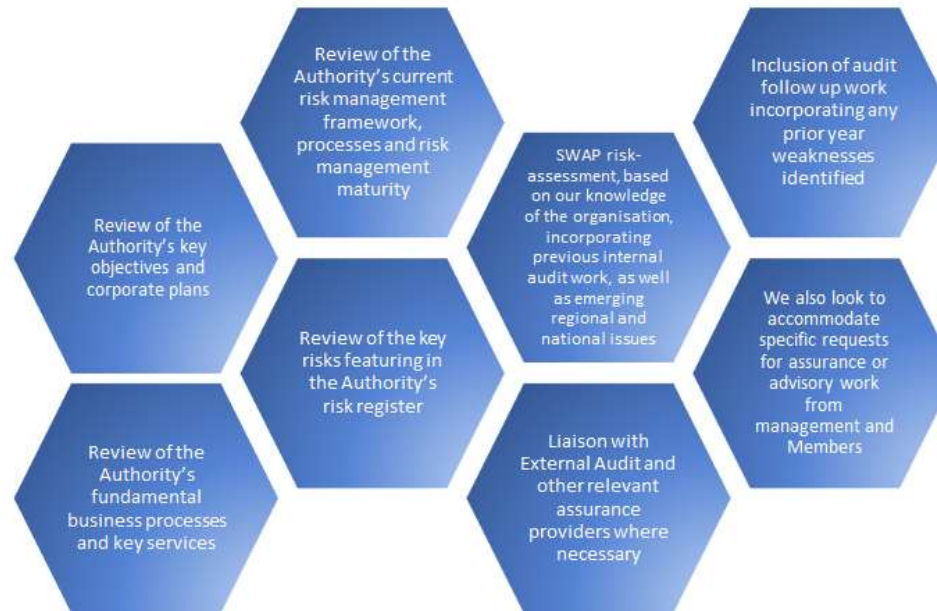 Review of the
Authority's current
risk management
framework,
processes and risk
management
maturity
Inclusion of audit
follow up work
incorporating any
prior year
weaknesses
identified
SWAP risk-
assessment, based
on our knowledge
of the organisation,
incorporating
previous internal
audit work, as well
as emerging
regional and
national issues
Review of the
Authority's key
objectives and
corporate plans
We also look to
accommodate
specific requests
for assurance or
advisory work
from
management and
Members
Review of the key
risks featuring in
the Authority's
risk register
Review of the
Authority's
fundamental
business processes
and key services
Liaison with
External Audit and
other relevant
assurance
providers where
necessary